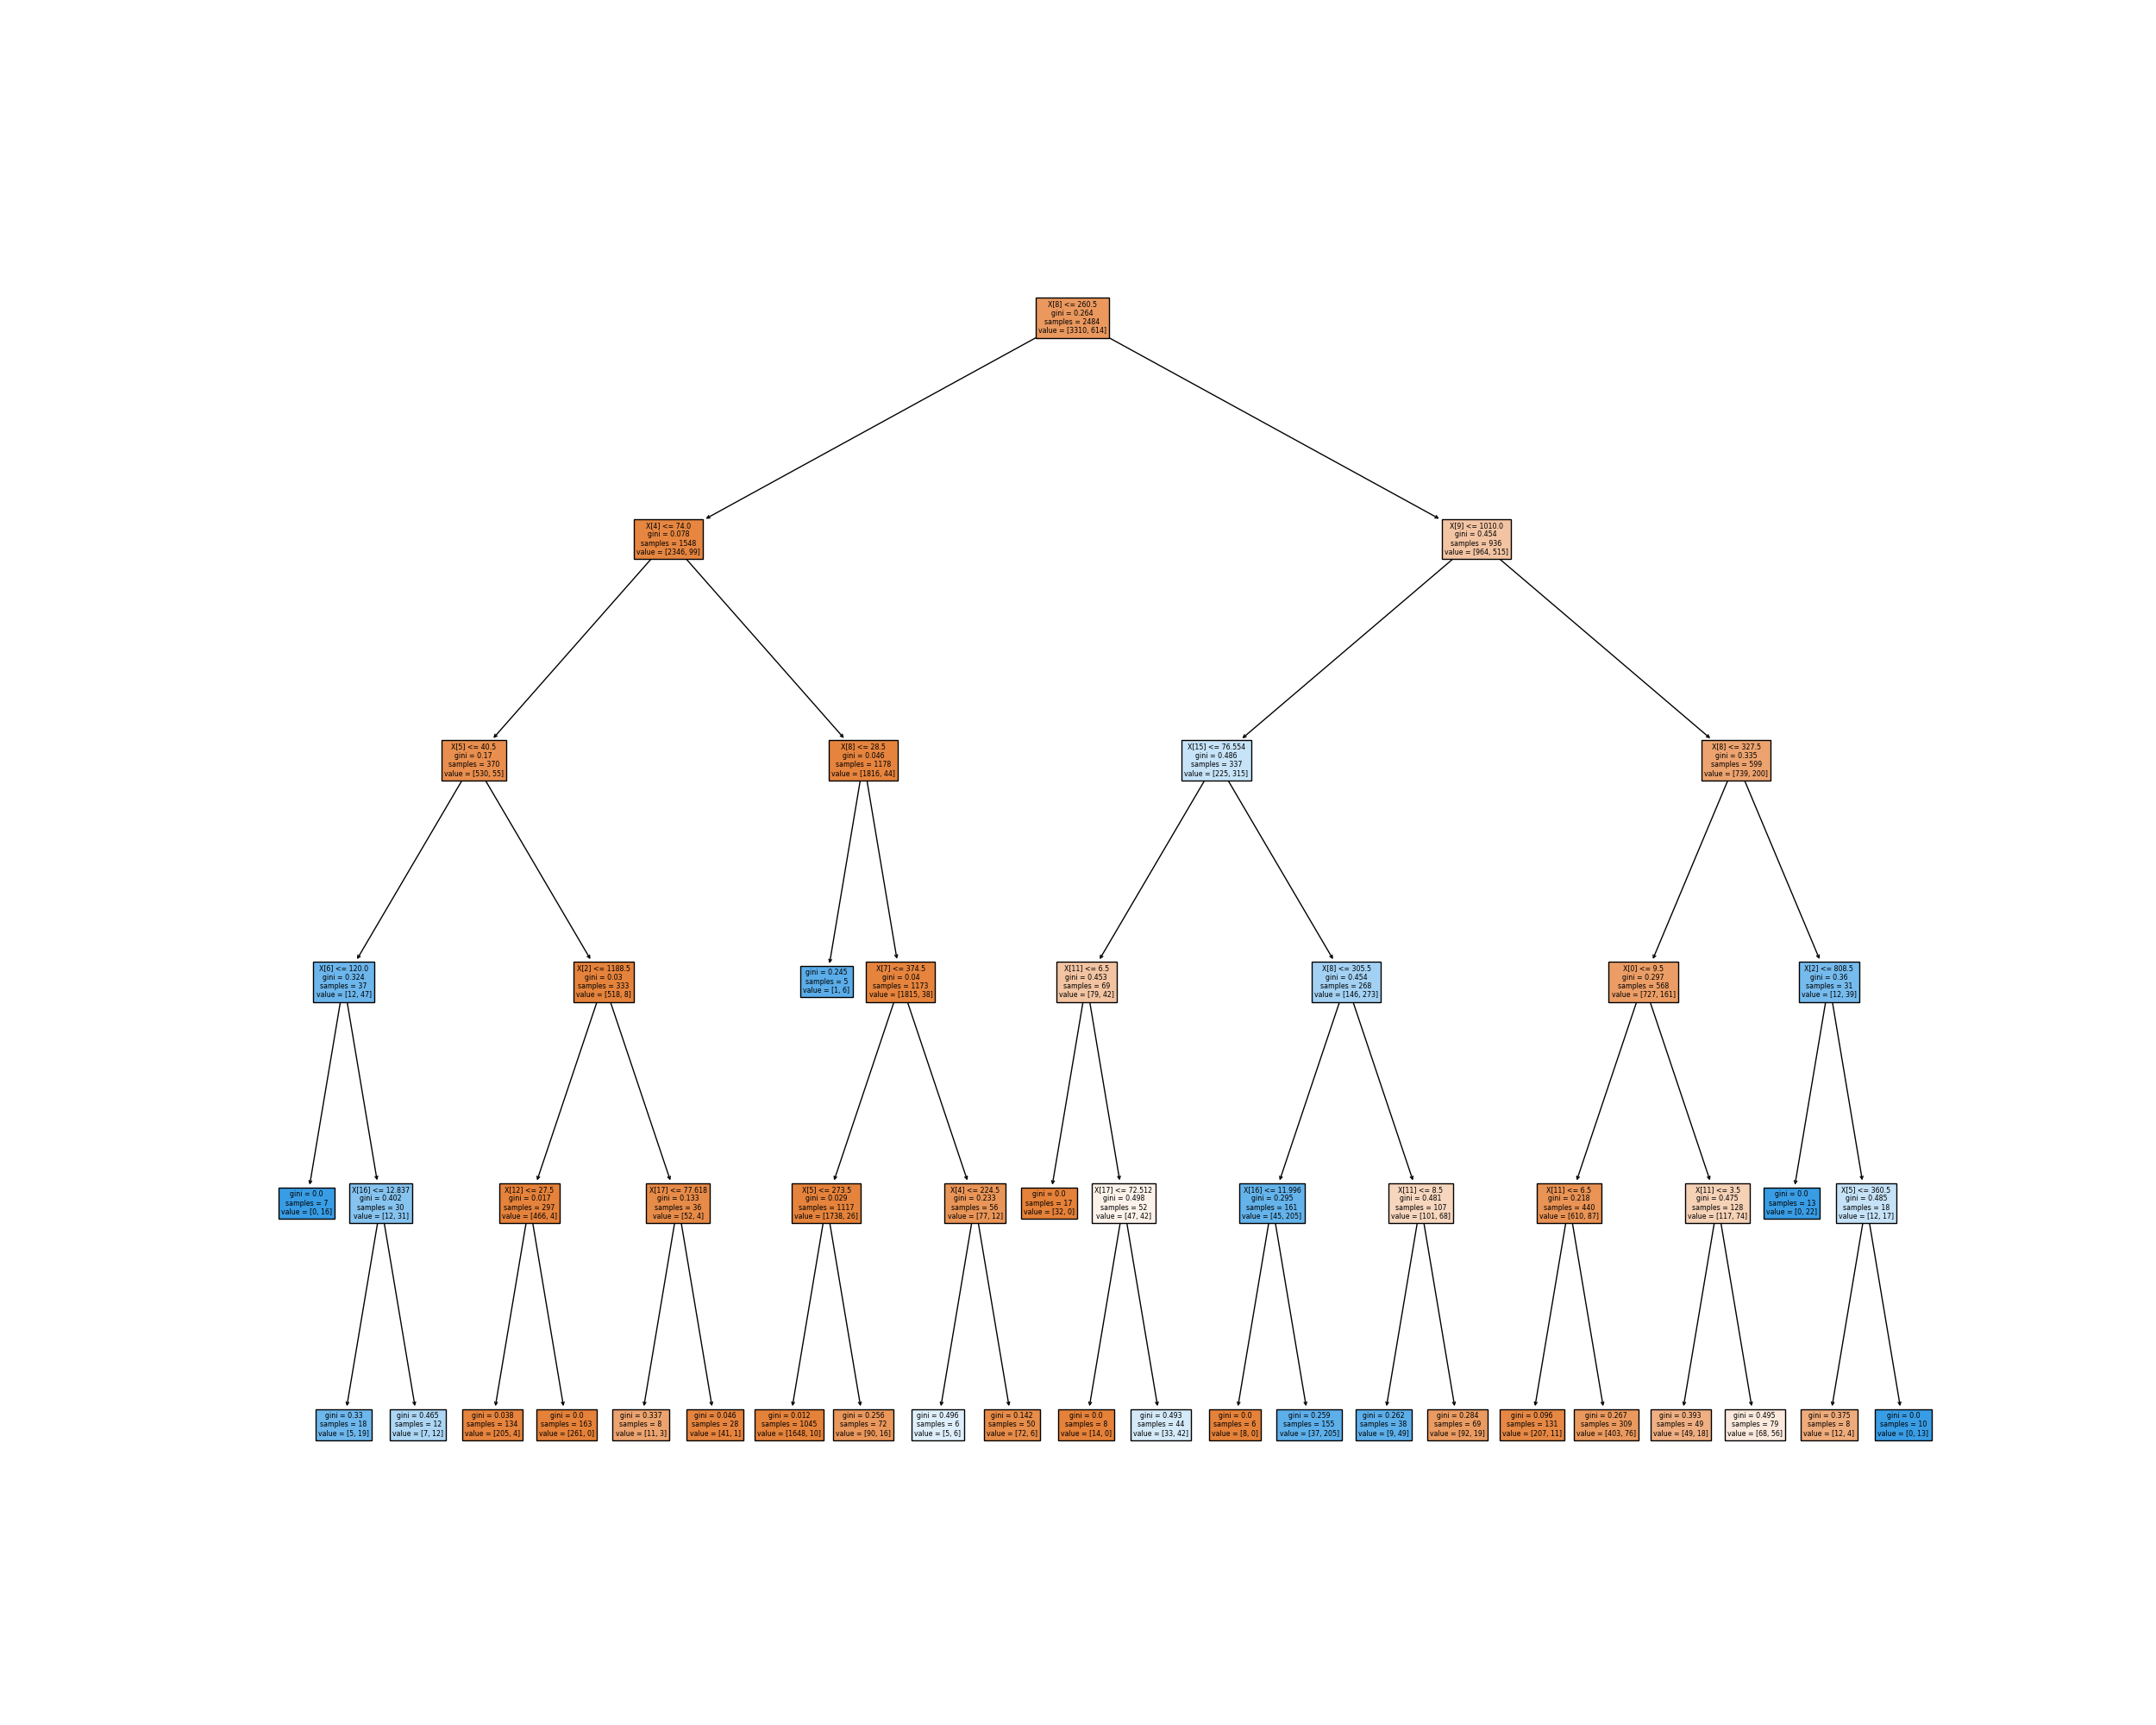 X[8] <= 260.5
gini = 0.264
samples = 2484
value = [3310, 614]
X[4] <= 74.0
gini = 0.078
samples = 1548
value = [2346, 99]
X[9] <= 1010.0
gini = 0.454
samples = 936
value = [964, 515]
X[5] <= 40.5
gini = 0.17
samples = 370
value = [530, 55]
X[8] <= 28.5
gini = 0.046
samples = 1178
value = [1816, 44]
X[15] <= 76.554
gini = 0.486
samples = 337
value = [225, 315]
X[8] <= 327.5
gini = 0.335
samples = 599
value = [739, 200]
X[6] <= 120.0
gini = 0.324
samples = 37
value = [12, 47]
X[2] <= 1188.5
gini = 0.03
samples = 333
value = [518, 8]
gini = 0.245
samples = 5
value = [1, 6]
X[7] <= 374.5
gini = 0.04
samples = 1173
value = [1815, 38]
X[11] <= 6.5
gini = 0.453
samples = 69
value = [79, 42]
X[8] <= 305.5
gini = 0.454
samples = 268
value = [146, 273]
X[0] <= 9.5
gini = 0.297
samples = 568
value = [727, 161]
X[2] <= 808.5
gini = 0.36
samples = 31
value = [12, 39]
gini = 0.0
samples = 7
value = [0, 16]
X[16] <= 12.837
gini = 0.402
samples = 30
value = [12, 31]
X[12] <= 27.5
gini = 0.017
samples = 297
value = [466, 4]
X[17] <= 77.618
gini = 0.133
samples = 36
value = [52, 4]
X[5] <= 273.5
gini = 0.029
samples = 1117
value = [1738, 26]
X[4] <= 224.5
gini = 0.233
samples = 56
value = [77, 12]
gini = 0.0
samples = 17
value = [32, 0]
X[17] <= 72.512
gini = 0.498
samples = 52
value = [47, 42]
X[16] <= 11.996
gini = 0.295
samples = 161
value = [45, 205]
X[11] <= 8.5
gini = 0.481
samples = 107
value = [101, 68]
X[11] <= 6.5
gini = 0.218
samples = 440
value = [610, 87]
X[11] <= 3.5
gini = 0.475
samples = 128
value = [117, 74]
gini = 0.0
samples = 13
value = [0, 22]
X[5] <= 360.5
gini = 0.485
samples = 18
value = [12, 17]
gini = 0.33
samples = 18
value = [5, 19]
gini = 0.465
samples = 12
value = [7, 12]
gini = 0.038
samples = 134
value = [205, 4]
gini = 0.0
samples = 163
value = [261, 0]
gini = 0.337
samples = 8
value = [11, 3]
gini = 0.046
samples = 28
value = [41, 1]
gini = 0.012
samples = 1045
value = [1648, 10]
gini = 0.256
samples = 72
value = [90, 16]
gini = 0.496
samples = 6
value = [5, 6]
gini = 0.142
samples = 50
value = [72, 6]
gini = 0.0
samples = 8
value = [14, 0]
gini = 0.493
samples = 44
value = [33, 42]
gini = 0.0
samples = 6
value = [8, 0]
gini = 0.259
samples = 155
value = [37, 205]
gini = 0.262
samples = 38
value = [9, 49]
gini = 0.284
samples = 69
value = [92, 19]
gini = 0.096
samples = 131
value = [207, 11]
gini = 0.267
samples = 309
value = [403, 76]
gini = 0.393
samples = 49
value = [49, 18]
gini = 0.495
samples = 79
value = [68, 56]
gini = 0.375
samples = 8
value = [12, 4]
gini = 0.0
samples = 10
value = [0, 13]